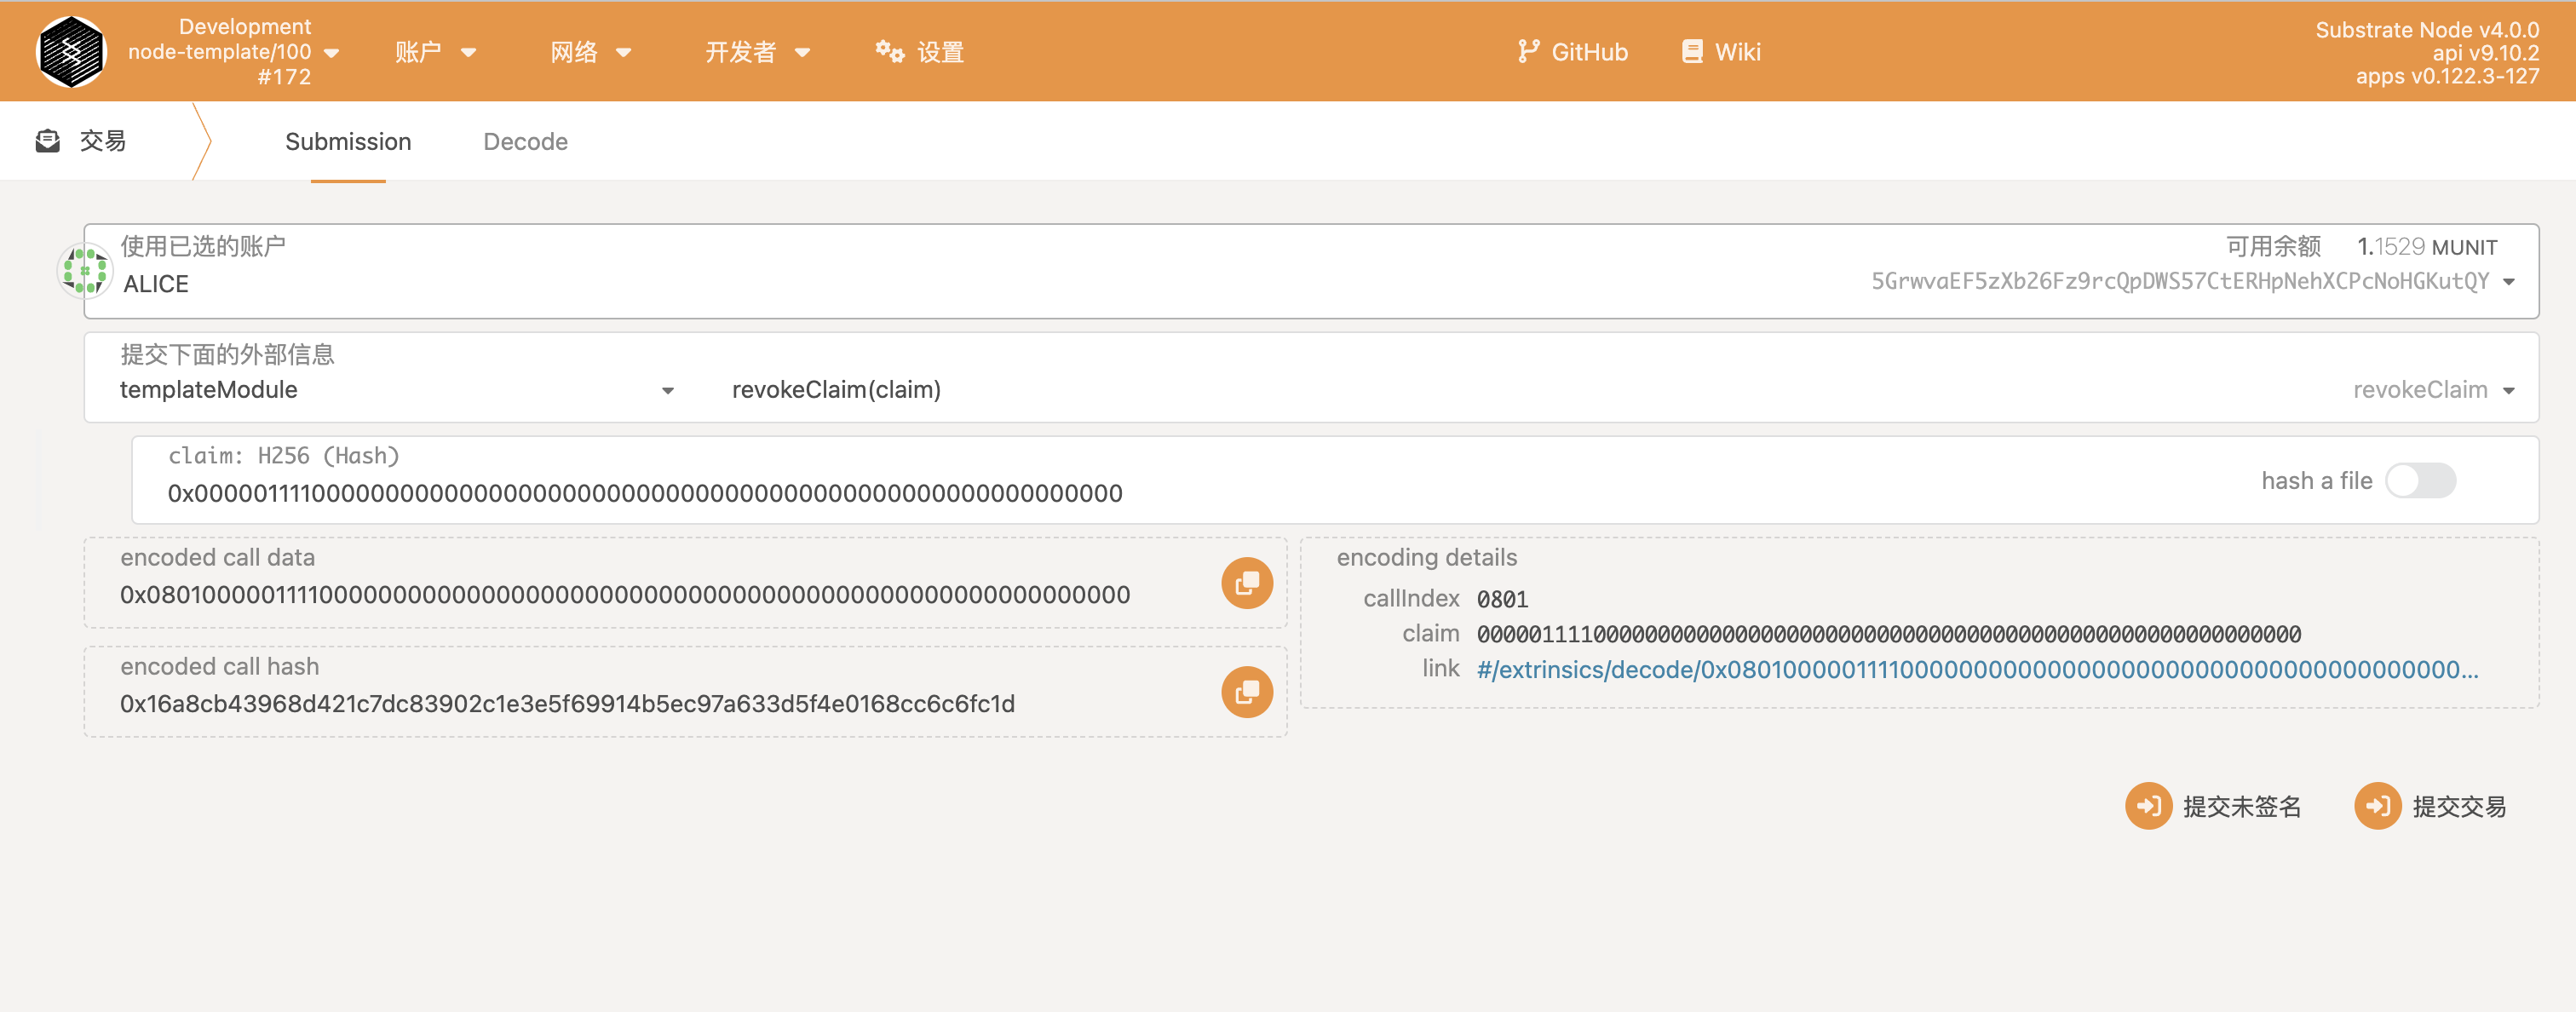 Development
node-template/100
#172
账户
网络
开发者
设置
GitHub
Wiki
Substrate Node v4.0.0
api v9.10.2
apps v0.122.3-127
交易
Submission
Decode
使用已选的账户
ALICE
可用余额 1.1529 MUNIT
5GrwvaEF5zXb26Fz9rcQpDWS57CtERHpNehXCPcNoHGKutQY
提交下面的外部信息
templateModule
revokeClaim(claim)
revokeClaim
claim: H256 (Hash)
0x0000011110000000000000000000000000000000000000000000000000000000
hash a file
encoded call data
0x08010000011110000000000000000000000000000000000000000000000000000000
encoded call hash
0x16a8cb43968d421c7dc83902c1e3e5f69914b5ec97a633d5f4e0168cc6c6fc1d
encoding details
callIndex 0801
claim 0000011110000000000000000000000000000000000000000000000000000000
link #/extrinsics/decode/0x080100000111100000000000000000000000000000000000000...
提交未签名
提交交易